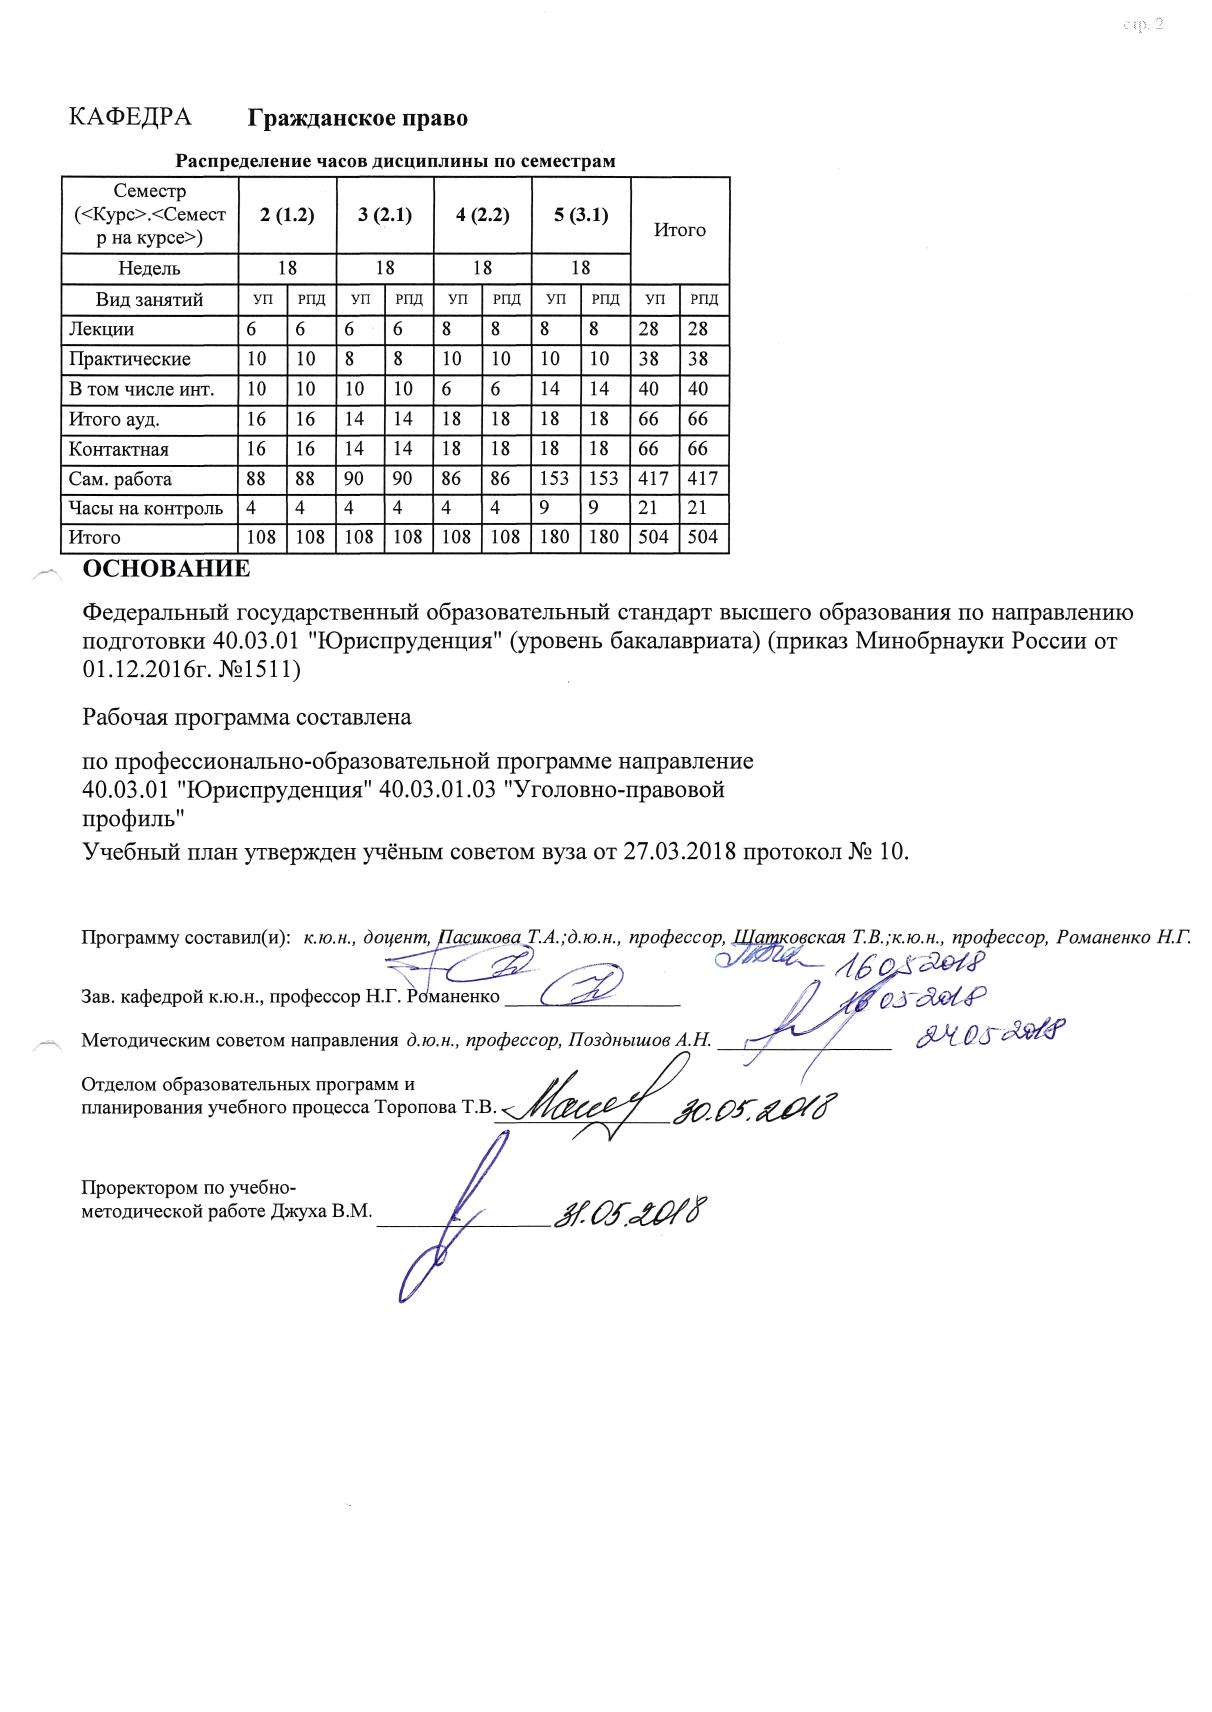 стр. 2
КАФЕДРА Гражданское право
Распределение часов дисциплины по семестрам
Семестр
(<Курс>.<Семест
р на курсе>) 2 (1.2) 3 (2.1) 4 (2.2) 5 (3.1) Итого
Недель 18 18 18 18
Вид занятий УП РПД УП РПД УП РПД УП РПД УП РПД
Лекции 6 6 6 6 8 8 8 8 28 28
Практические 10 10 8 8 10 10 10 10 38 38
В том числе инт. 10 10 10 10 6 6 14 14 40 40
Итого ауд. 16 16 14 14 18 18 18 18 66 66
Контактная 16 16 14 14 18 18 18 18 66 66
Сам. работа 88 88 90 90 86 86 153 153 417 417
Часы на контроль 4 4 4 4 4 4 9 9 21 21
Итого 108 108 108 108 108 108 180 180 504 504
ОСНОВАНИЕ
Федеральный государственный образовательный стандарт высшего образования по направлению
подготовки 40.03.01 "Юриспруденция" (уровень бакалавриата) (приказ Минобрнауки России от
01.12.2016г. №1511)
Рабочая программа составлена
по профессионально-образовательной программе направление
40.03.01 "Юриспруденция" 40.03.01.03 "Уголовно-правовой
профиль"
Учебный план утвержден учёным советом вуза от 27.03.2018 протокол № 10.
Программу составил(и): к.ю.н., доцент, Пасикова Т.А.;д.ю.н., профессор, Шатковская Т.В.;к.ю.н., профессор, Романенко Н.Г.
16 05 2018
Зав. кафедрой к.ю.н., профессор Н.Г. Романенко 16 05 2018
Методическим советом направления д.ю.н., профессор, Позднышов А.Н. 24 05 2018
Отделом образовательных программ и
планирования учебного процесса Торопова Т.В. 30.05.2018
Проректором по учебно-
методической работе Джуха В.М. 31.05.2018